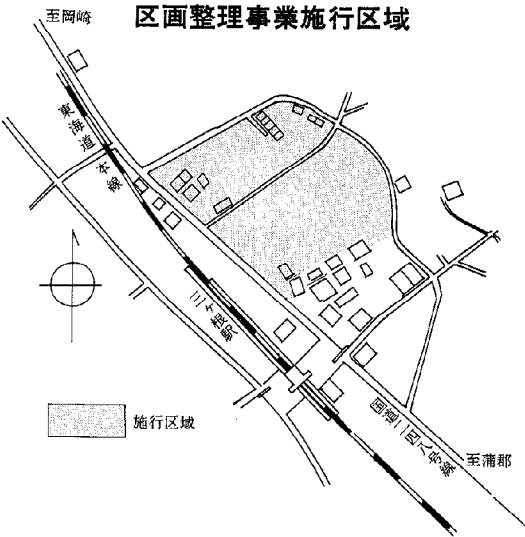 区画整理事業施行区域
至岡崎
東海道本線
三ケ根駅
施行区域
国道二四八号線
至蒲郡